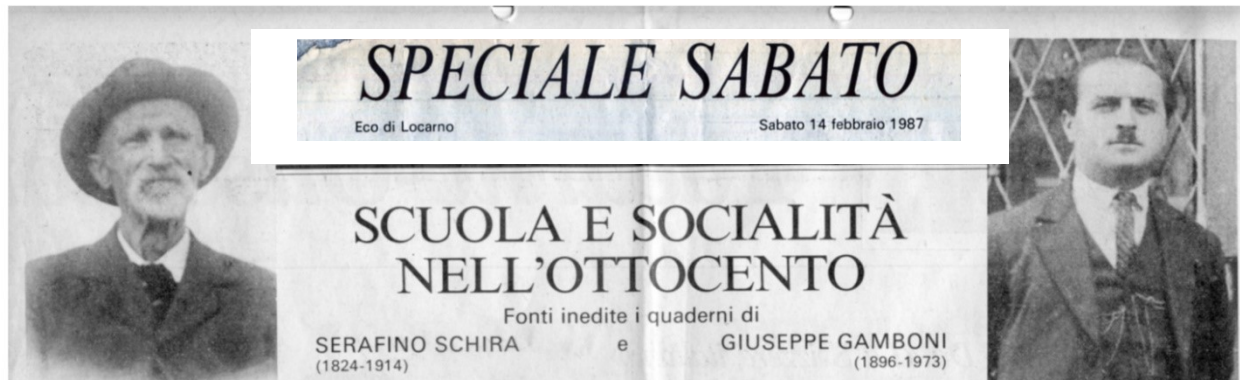 SPECIALE SABATO
Eco di Locarno Sabato 14 febbraio 1987
SCUOLA E SOCIALITÀ
NELL'OTTOCENTO
Fonti inedite i quaderni di
SERAFINO SCHIRA e GIUSEPPE GAMBONI
(1824-1914) (1896-1973)